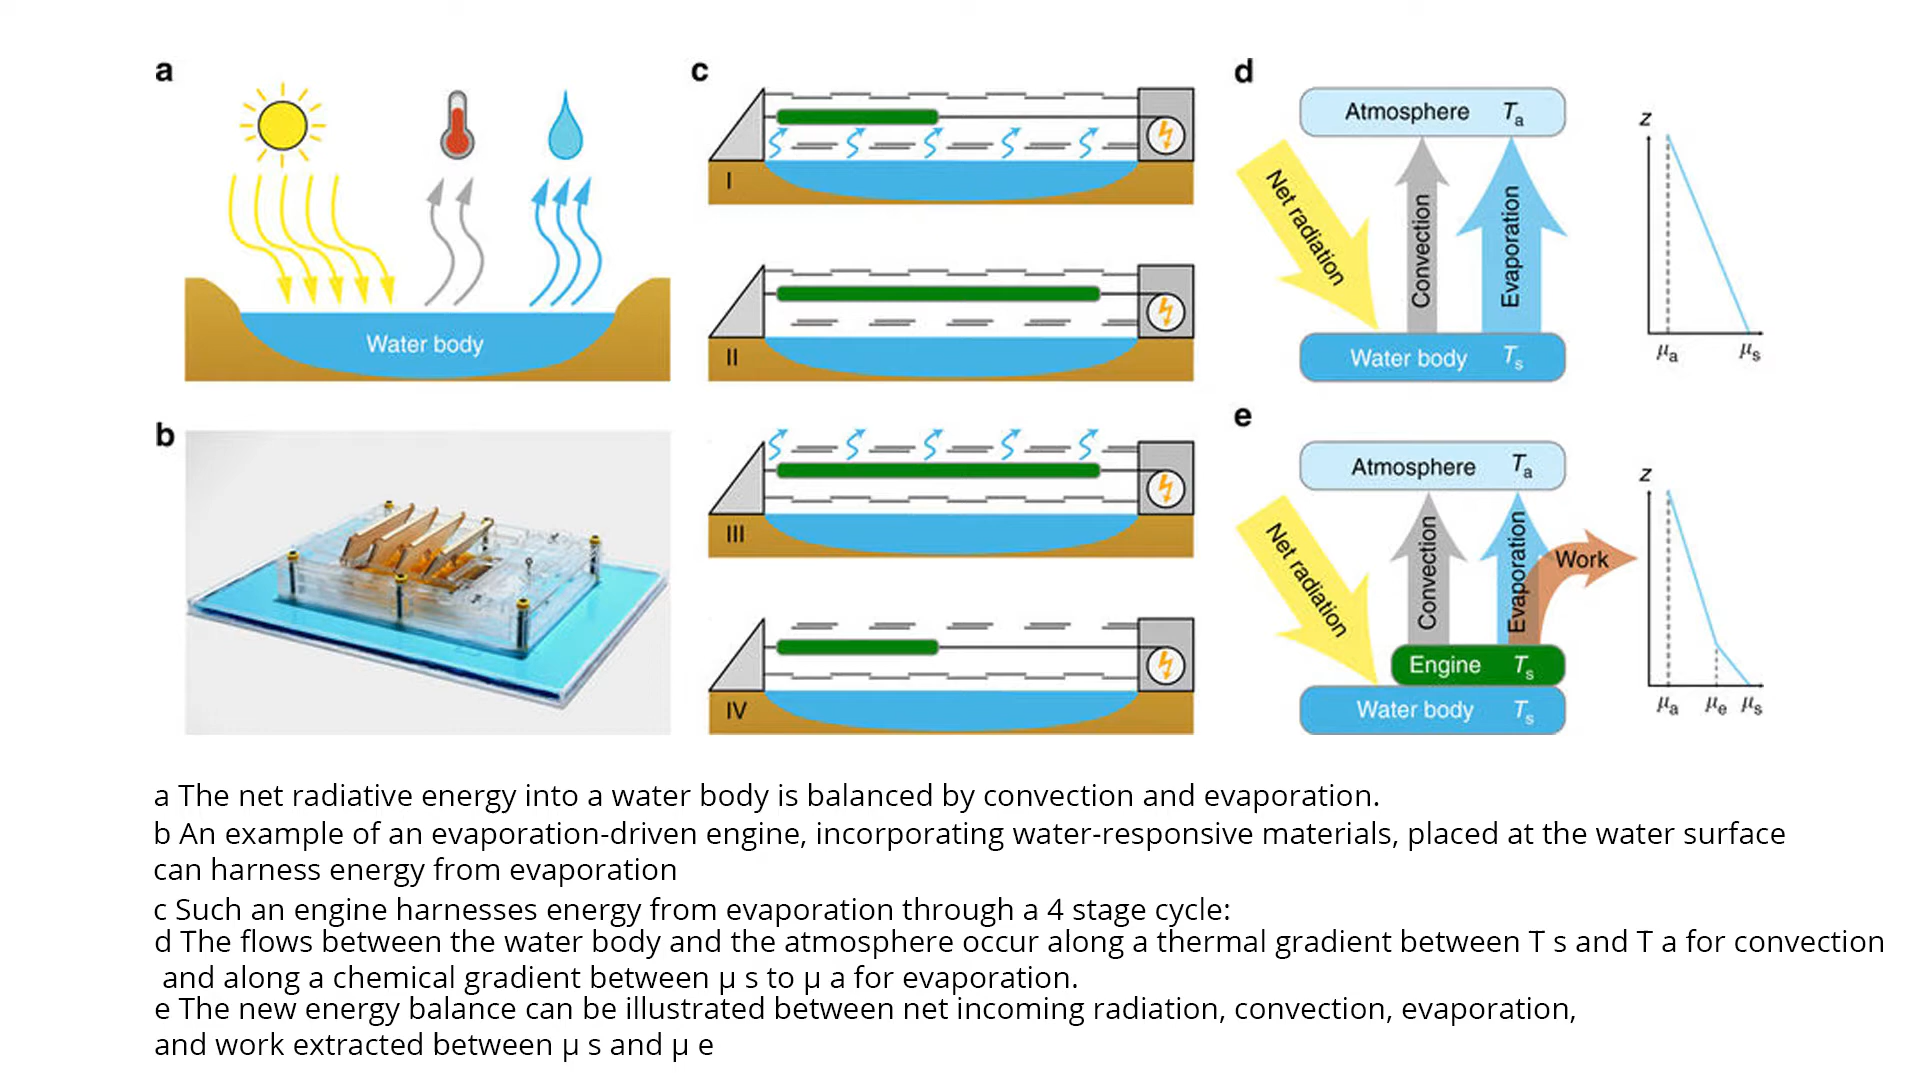 a
Water body
b
c
I
II
III
IV
d
Atmosphere Ta
Net radiation
Convection
Evaporation
Water body Ts
z
μa μs
e
Atmosphere Ta
Net radiation
Convection
Evaporation
Work
Engine Ts
Water body Ts
z
μa μe μs
a The net radiative energy into a water body is balanced by convection and evaporation.
b An example of an evaporation-driven engine, incorporating water-responsive materials, placed at the water surface
can harness energy from evaporation
c Such an engine harnesses energy from evaporation through a 4 stage cycle:
d The flows between the water body and the atmosphere occur along a thermal gradient between T s and T a for convection
and along a chemical gradient between μ s to μ a for evaporation.
e The new energy balance can be illustrated between net incoming radiation, convection, evaporation,
and work extracted between μ s and μ e